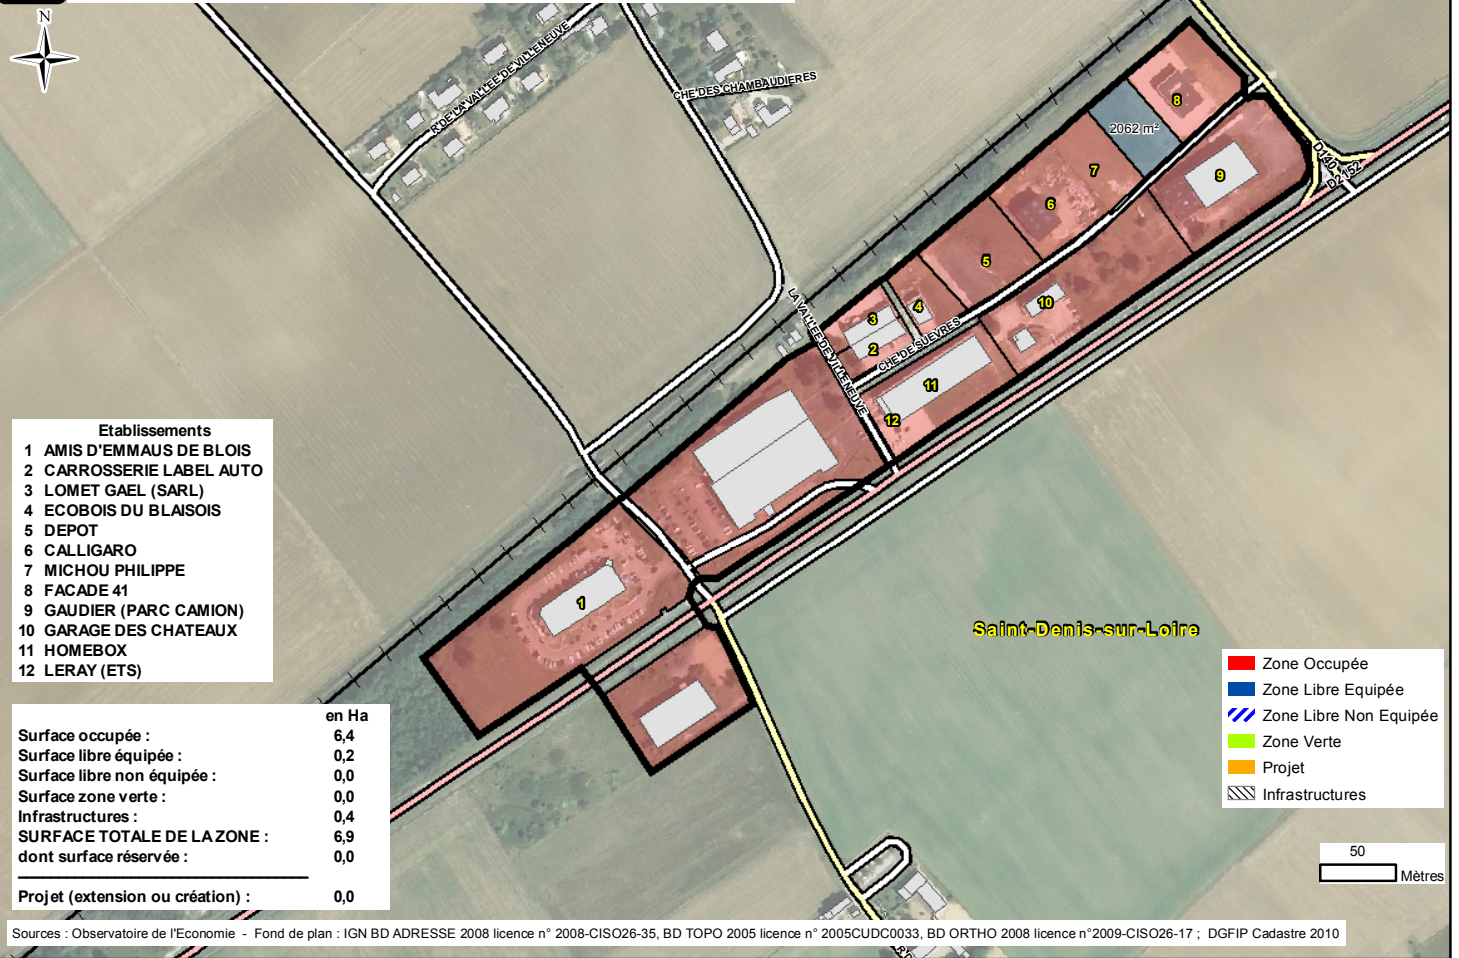 N
R DE LA VALLEE DE VILLENEUVE
CHE DES CHAMBAUDIERES
8
2062 m²
7
9
D140
D2152
6
5
10
4
3
2
LA VALLEE DE VILLENEUVE
CHE DE SUEVRES
11
12
1
Saint-Denis-sur-Loire
Etablissements
1 AMIS D'EMMAUS DE BLOIS
2 CARROSSERIE LABEL AUTO
3 LOMET GAEL (SARL)
4 ECOBOIS DU BLAISOIS
5 DEPOT
6 CALLIGARO
7 MICHOU PHILIPPE
8 FACADE 41
9 GAUDIER (PARC CAMION)
10 GARAGE DES CHATEAUX
11 HOMEBOX
12 LERAY (ETS)
en Ha
Surface occupée : 6,4
Surface libre équipée : 0,2
Surface libre non équipée : 0,0
Surface zone verte : 0,0
Infrastructures : 0,4
SURFACE TOTALE DE LA ZONE : 6,9
dont surface réservée : 0,0
Projet (extension ou création) : 0,0
Zone Occupée
Zone Libre Equipée
Zone Libre Non Equipée
Zone Verte
Projet
Infrastructures
50
Mètres
Sources : Observatoire de l'Economie - Fond de plan : IGN BD ADRESSE 2008 licence n° 2008-CISO26-35, BD TOPO 2005 licence n° 2005CUDC0033, BD ORTHO 2008 licence n°2009-CISO26-17 ; DGFIP Cadastre 2010